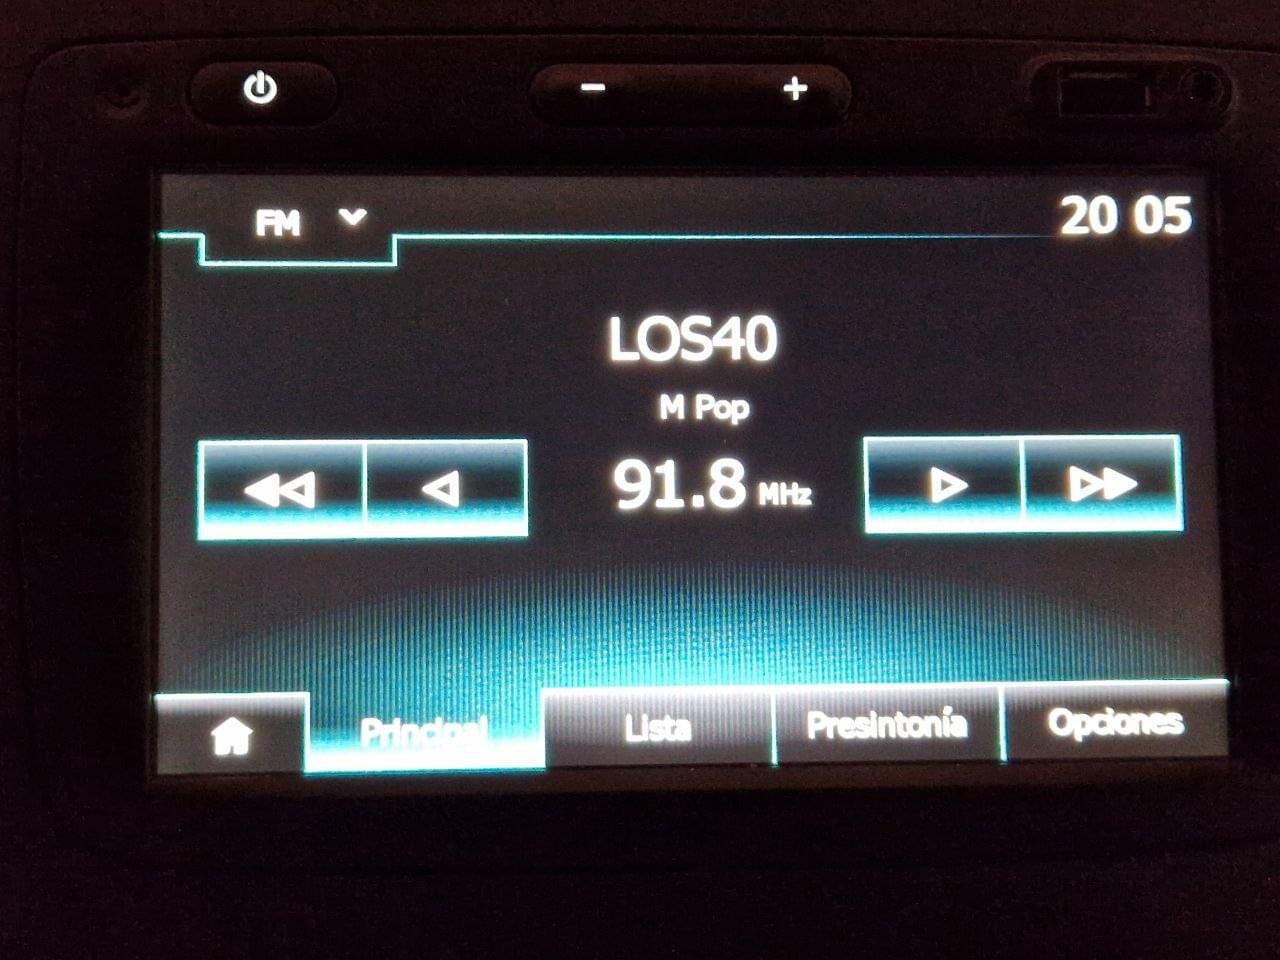 FM
20 05
LOS40
M Pop
91.8 MHz
Principal
Lista
Presintonía
Opciones